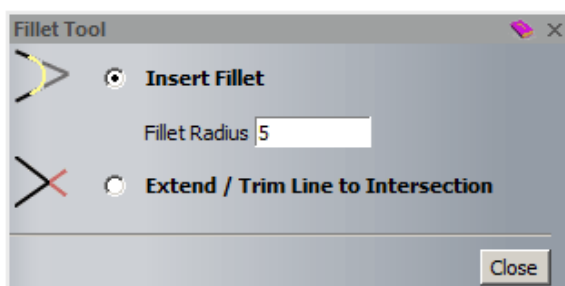 Fillet Tool
Insert Fillet
Fillet Radius 5
Extend / Trim Line to Intersection
Close